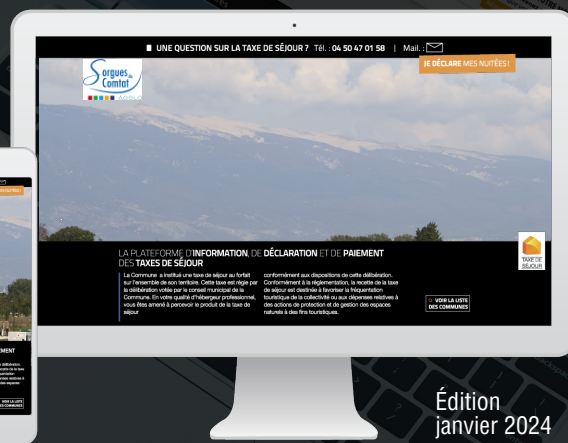 UNE QUESTION SUR LA TAXE DE SÉJOUR ? Tél. : 04 50 47 01 58 | Mail. :
JE DÉCLARE MES NUITÉES !
Sorgues du
Comtat
LA PLATEFORME D'INFORMATION, DE DÉCLARATION ET DE PAIEMENT
DES TAXES DE SÉJOUR
La Commune a institué une taxe de séjour au forfait
sur l'ensemble de son territoire. Cette taxe est régie par
la délibération votée par le conseil municipal de la
Commune. En votre qualité d'hébergeur professionnel,
vous êtes amené à percevoir le produit de la taxe de
séjour
conformément aux dispositions de cette délibération.
Conformément à la réglementation, la recette de la taxe
de séjour est destinée à favoriser la fréquentation
touristique de la collectivité ou aux dépenses relatives à
des actions de protection et de gestion des espaces
naturels à des fins touristiques.
TAXE DE
SÉJOUR
VOIR LA LISTE
DES COMMUNES
Édition
janvier 2024